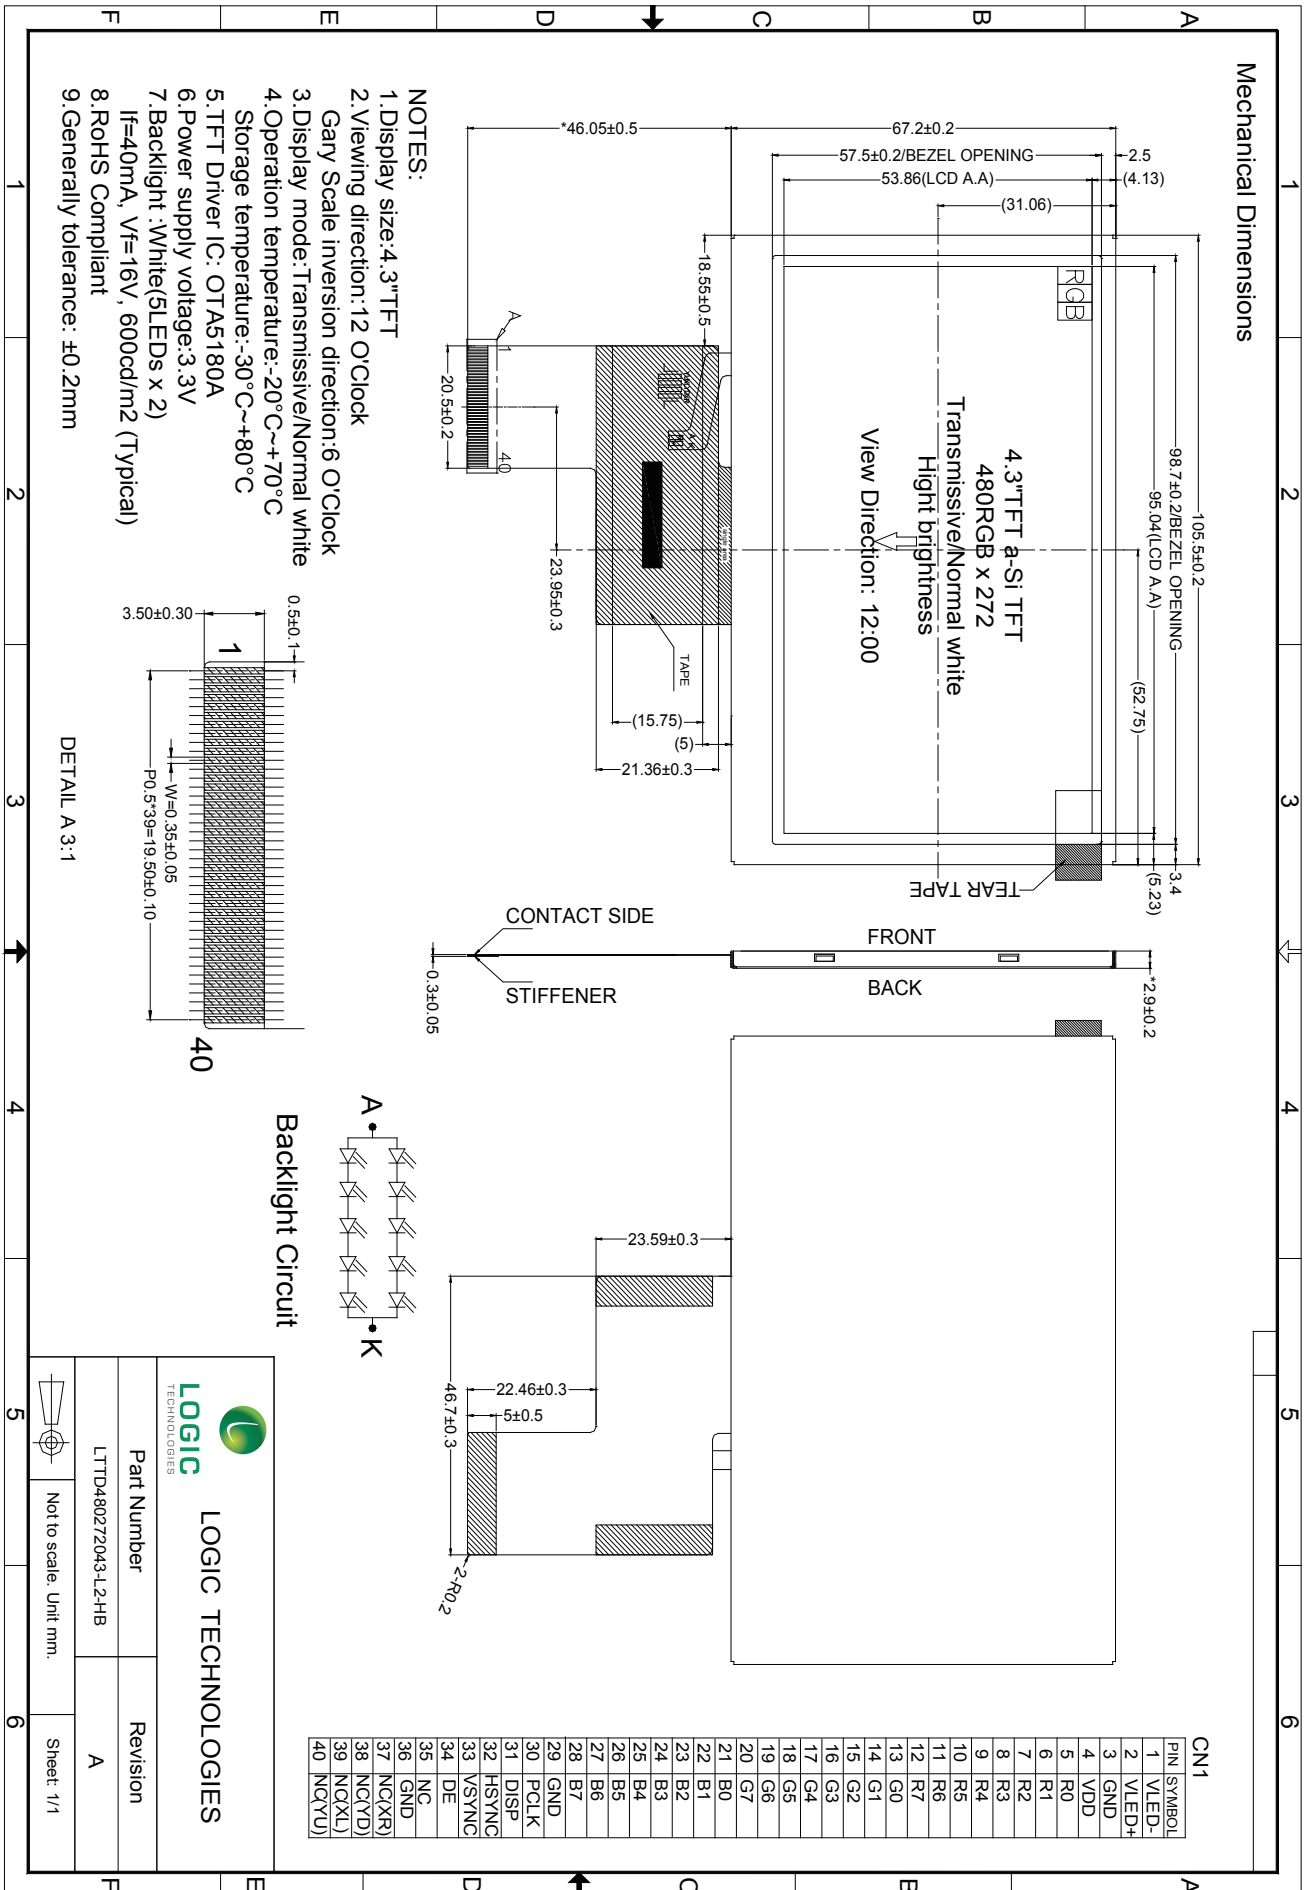 Mechanical Dimensions
1
2
3
4
5
6
A
B
C
D
E
F
105.5±0.2
98.7±0.2/BEZEL OPENING
95.04(LCD A.A)
(52.75)
3.4
(5.23)
67.2±0.2
57.5±0.2/BEZEL OPENING
53.86(LCD A.A)
(31.06)
2.5
(4.13)
*46.05±0.5
RGB
4.3"TFT a-Si TFT
480RGB x 272
Transmissive/Normal white
Hight brightness
View Direction: 12:00
TEAR TAPE
18.55±0.5
A
1
40
20.5±0.2
23.95±0.3
TAPE
(15.75)
(5)
21.36±0.3
FRONT
BACK
*2.9±0.2
CONTACT SIDE
STIFFENER
0.3±0.05
23.59±0.3
22.46±0.3
5±0.5
46.7±0.3
2-R0.2
CN1
PIN SYMBOL
1 VLED-
2 VLED+
3 GND
4 VDD
5 R0
6 R1
7 R2
8 R3
9 R4
10 R5
11 R6
12 R7
13 G0
14 G1
15 G2
16 G3
17 G4
18 G5
19 G6
20 G7
21 B0
22 B1
23 B2
24 B3
25 B4
26 B5
27 B6
28 B7
29 GND
30 PCLK
31 DISP
32 HSYNC
33 VSYNC
34 DE
35 NC
36 GND
37 NC(XR)
38 NC(YD)
39 NC(XL)
40 NC(YU)
NOTES:
1.Display size:4.3"TFT
2.Viewing direction:12 O'Clock
Gary Scale inversion direction:6 O'Clock
3.Display mode:Transmissive/Normal white
4.Operation temperature:-20°C~+70°C
Storage temperature:-30°C~+80°C
5.TFT Driver IC: OTA5180A
6.Power supply voltage:3.3V
7.Backlight :White(5LEDs x 2)
If=40mA, Vf=16V, 600cd/m2 (Typical)
8.RoHS Compliant
9.Generally tolerance: ±0.2mm
3.50±0.30
0.5±0.1
1
40
W=0.35±0.05
P0.5*39=19.50±0.10
DETAIL A 3:1
A
K
Backlight Circuit
LOGIC
TECHNOLOGIES
LOGIC TECHNOLOGIES
Part Number
Revision
LTTD480272043-L2-HB
A
Not to scale. Unit mm.
Sheet: 1/1
A
B
C
D
E
F